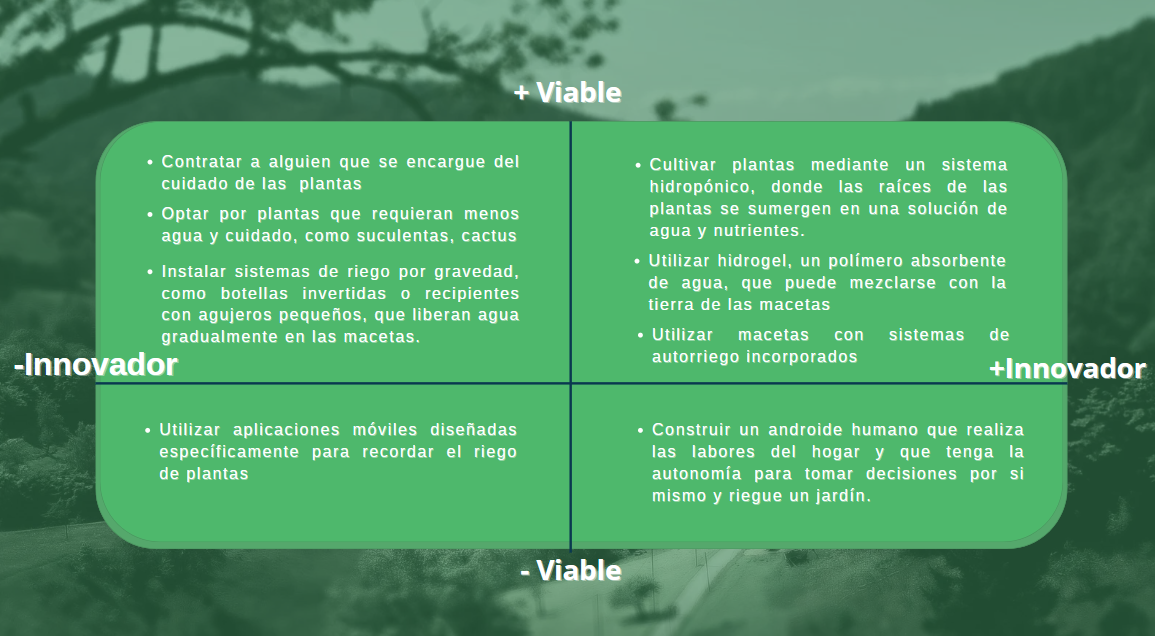 + Viable
• Contratar a alguien que se encargue del
cuidado de las plantas
• Optar por plantas que requieran menos
agua y cuidado, como suculentas, cactus
• Instalar sistemas de riego por gravedad,
como botellas invertidas o recipientes
con agujeros pequeños, que liberan agua
gradualmente en las macetas.
• Cultivar plantas mediante un sistema
hidropónico, donde las raíces de las
plantas se sumergen en una solución de
agua y nutrientes.
• Utilizar hidrogel, un polímero absorbente
de agua, que puede mezclarse con la
tierra de las macetas
• Utilizar macetas con sistemas de
autorriego incorporados
-Innovador
+Innovador
• Utilizar aplicaciones móviles diseñadas
específicamente para recordar el riego
de plantas
• Construir un androide humano que realiza
las labores del hogar y que tenga la
autonomía para tomar decisiones por si
mismo y riegue un jardín.
- Viable